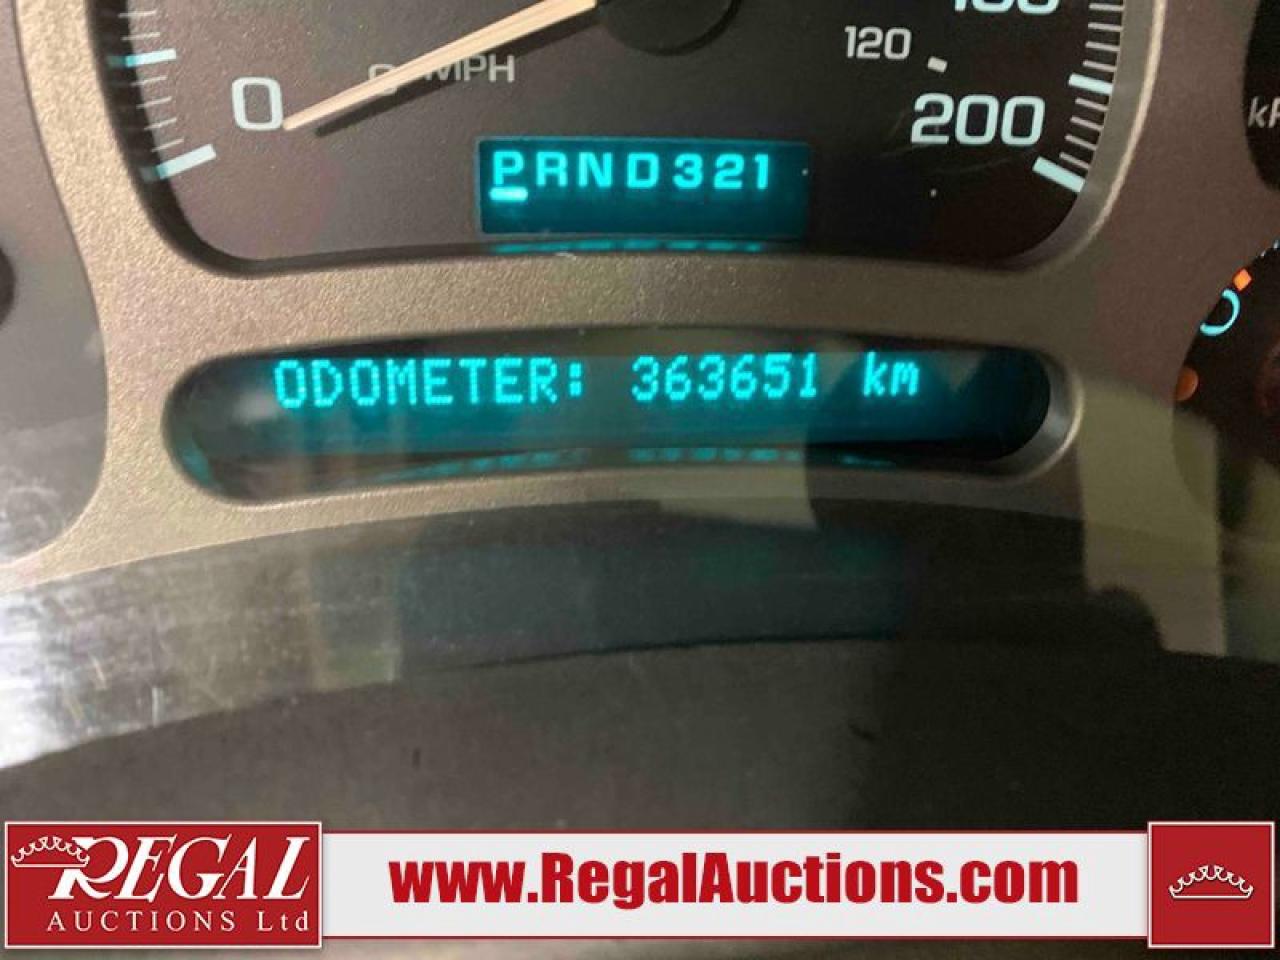 120
0 MPH
200
PRND321
ODOMETER: 363651 km
REGAL
AUCTIONS Ltd
www.RegalAuctions.com